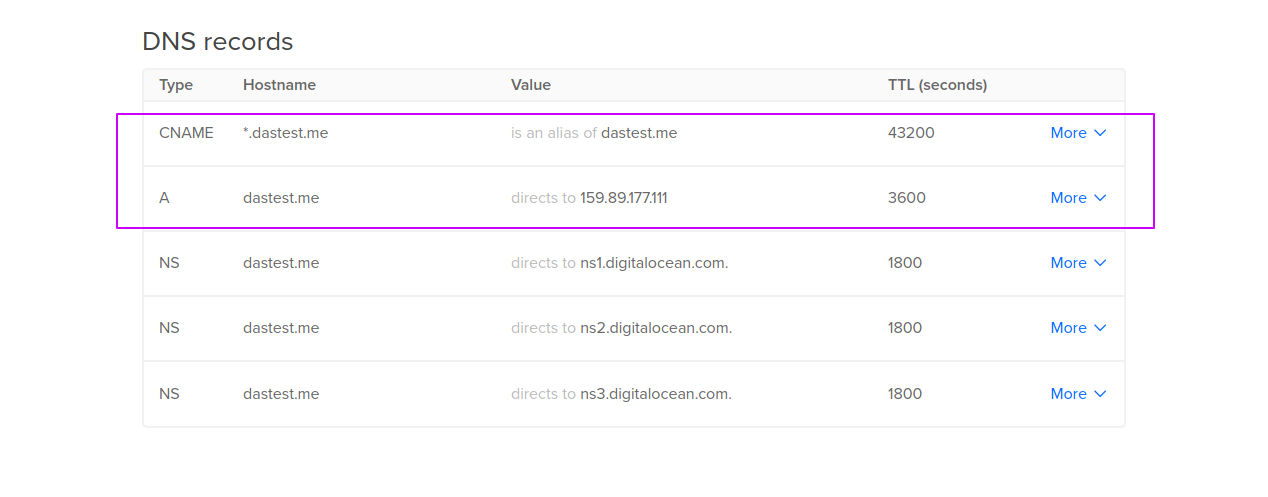 DNS records
Type Hostname Value TTL (seconds)
CNAME *.dastest.me is an alias of dastest.me 43200 More
A dastest.me directs to 159.89.177.111 3600 More
NS dastest.me directs to ns1.digitalocean.com. 1800 More
NS dastest.me directs to ns2.digitalocean.com. 1800 More
NS dastest.me directs to ns3.digitalocean.com. 1800 More